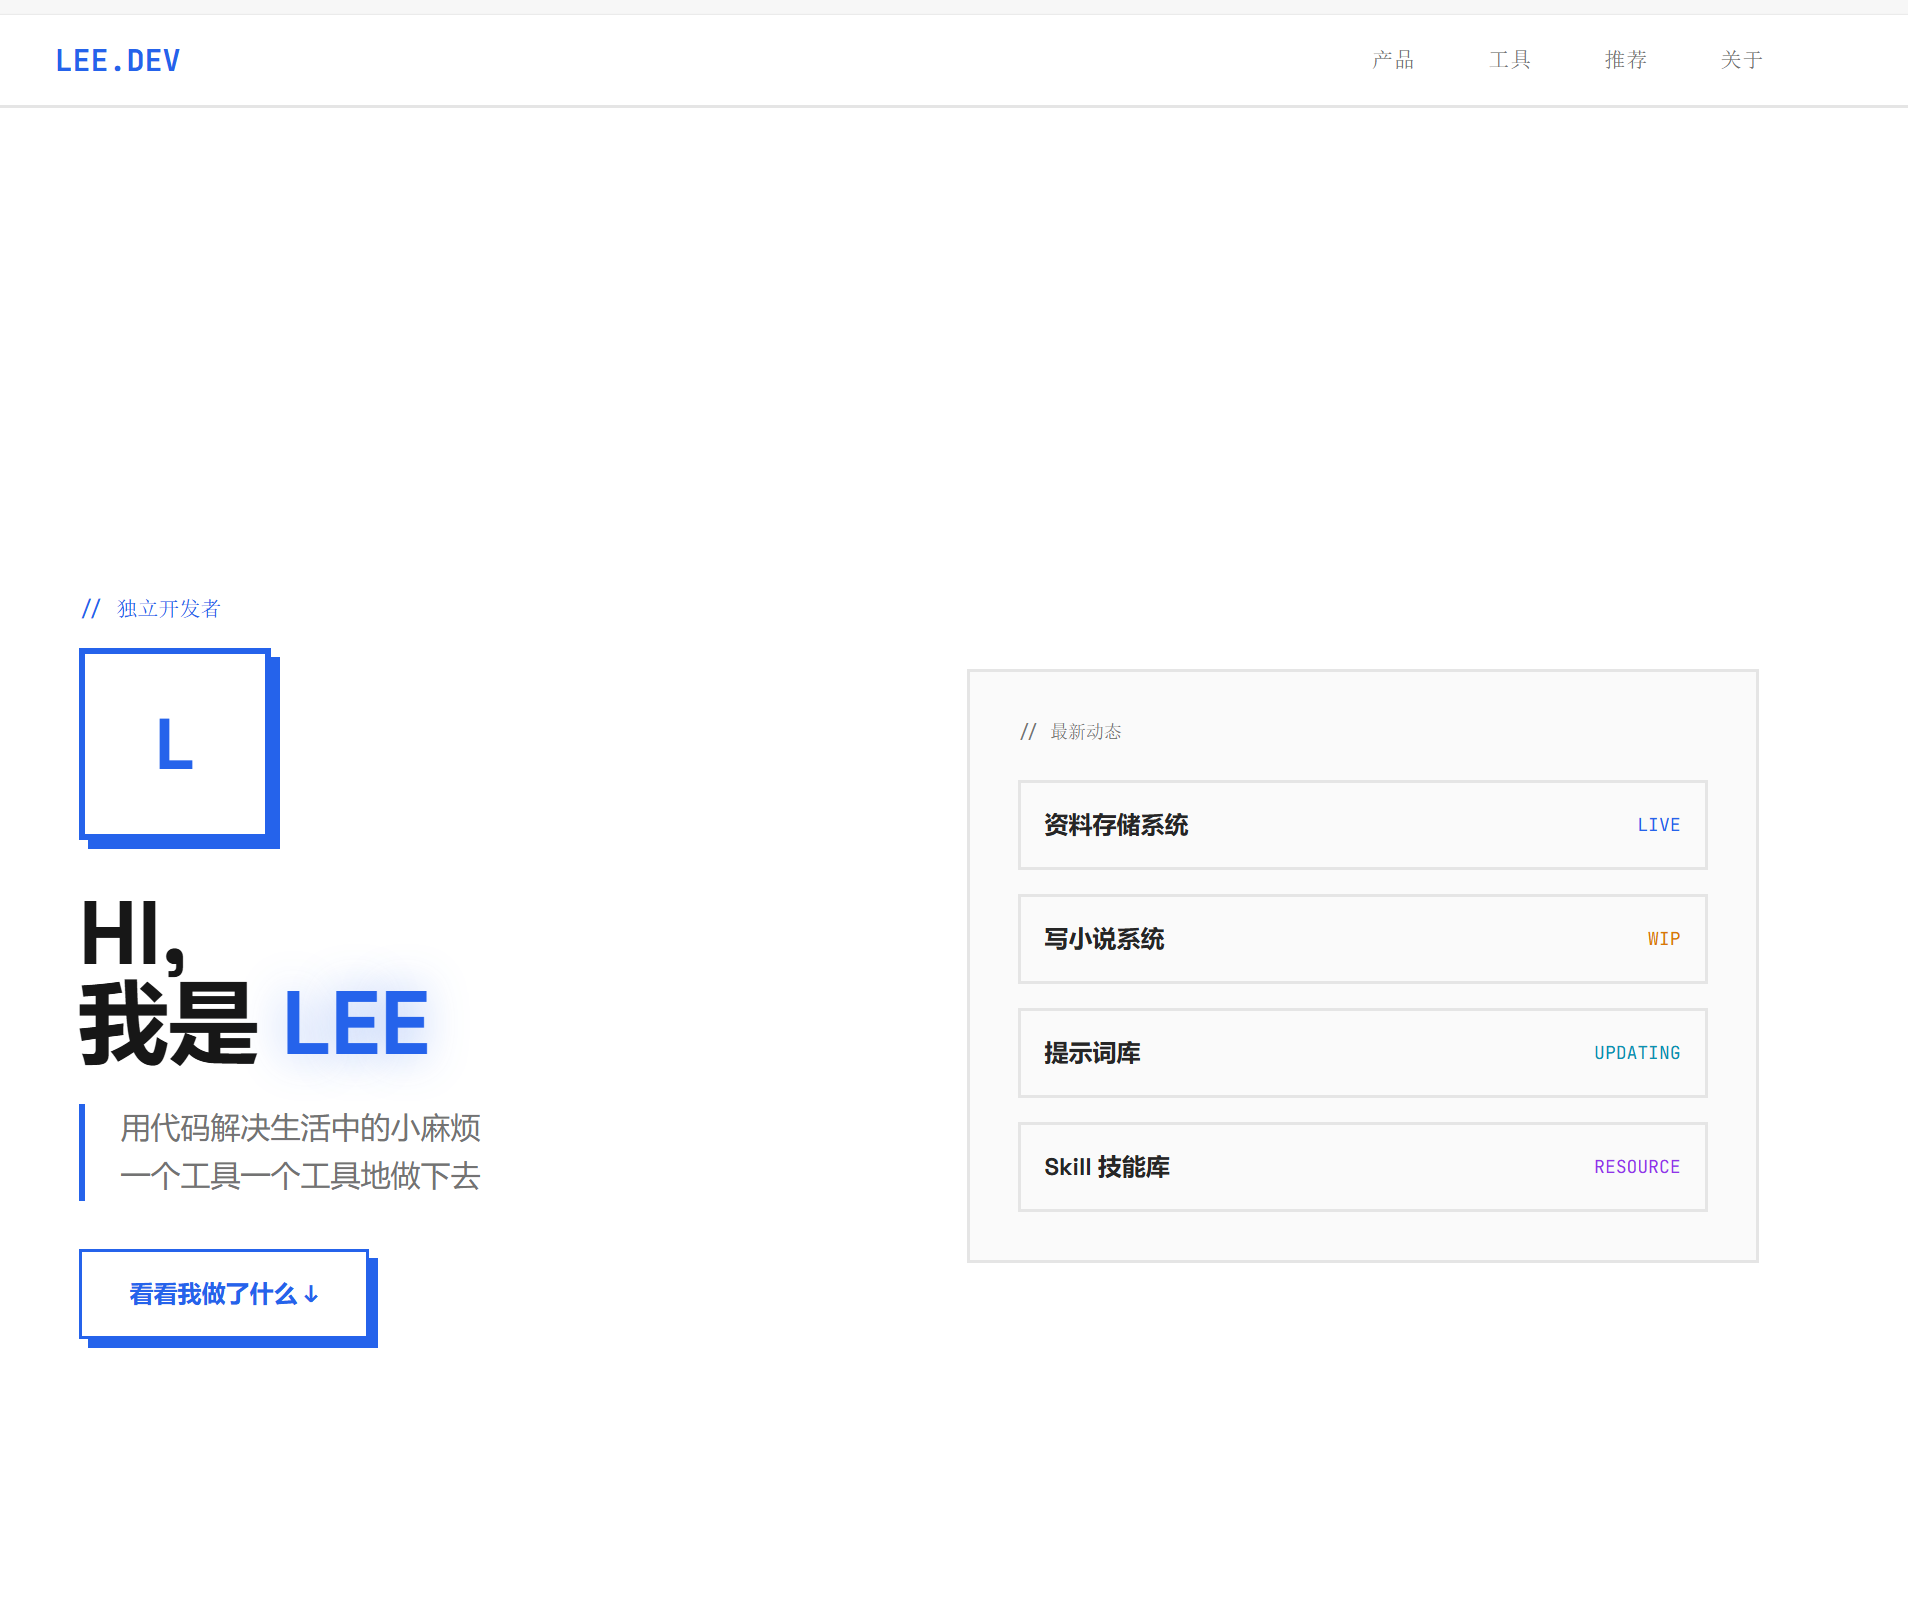 LEE.DEV
产品
工具
推荐
关于
// 独立开发者
L
HI,
我是 LEE
用代码解决生活中的小麻烦
一个工具一个工具地做下去
看看我做了什么 ↓
// 最新动态
资料存储系统 LIVE
写小说系统 WIP
提示词库 UPDATING
Skill 技能库 RESOURCE